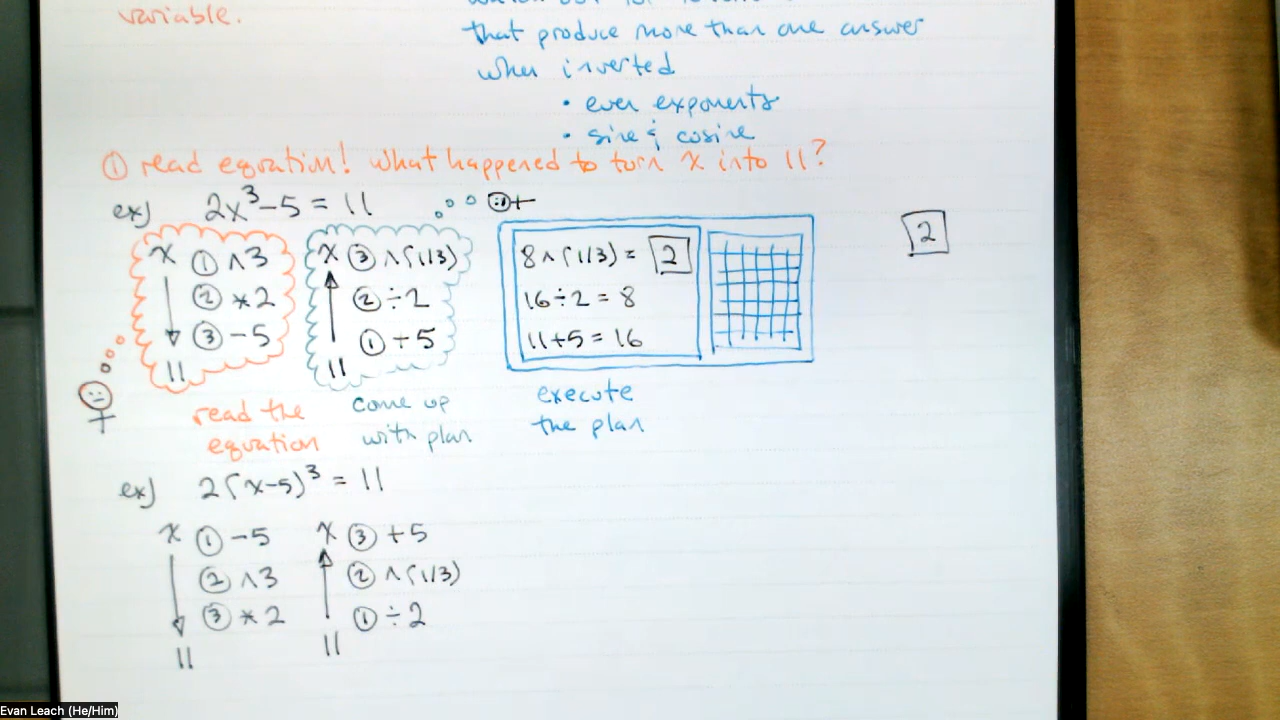 variable.
that produce more than one answer
when inverted
• even exponents
• sine & cosine
① read equation! What happened to turn x into 11?
ex) 2x³-5 = 11
x ① ^3
② *2
③ -5
11
x ③ ^(1/3)
② ÷2
① +5
11
8^(1/3) = 2
16÷2 = 8
11+5 = 16
2
read the
equation
come up
with plan
execute
the plan
ex) 2(x-5)³ = 11
x ① -5
② ^3
③ *2
11
x ③ +5
② ^(1/3)
① ÷2
11
Evan Leach (He/Him)